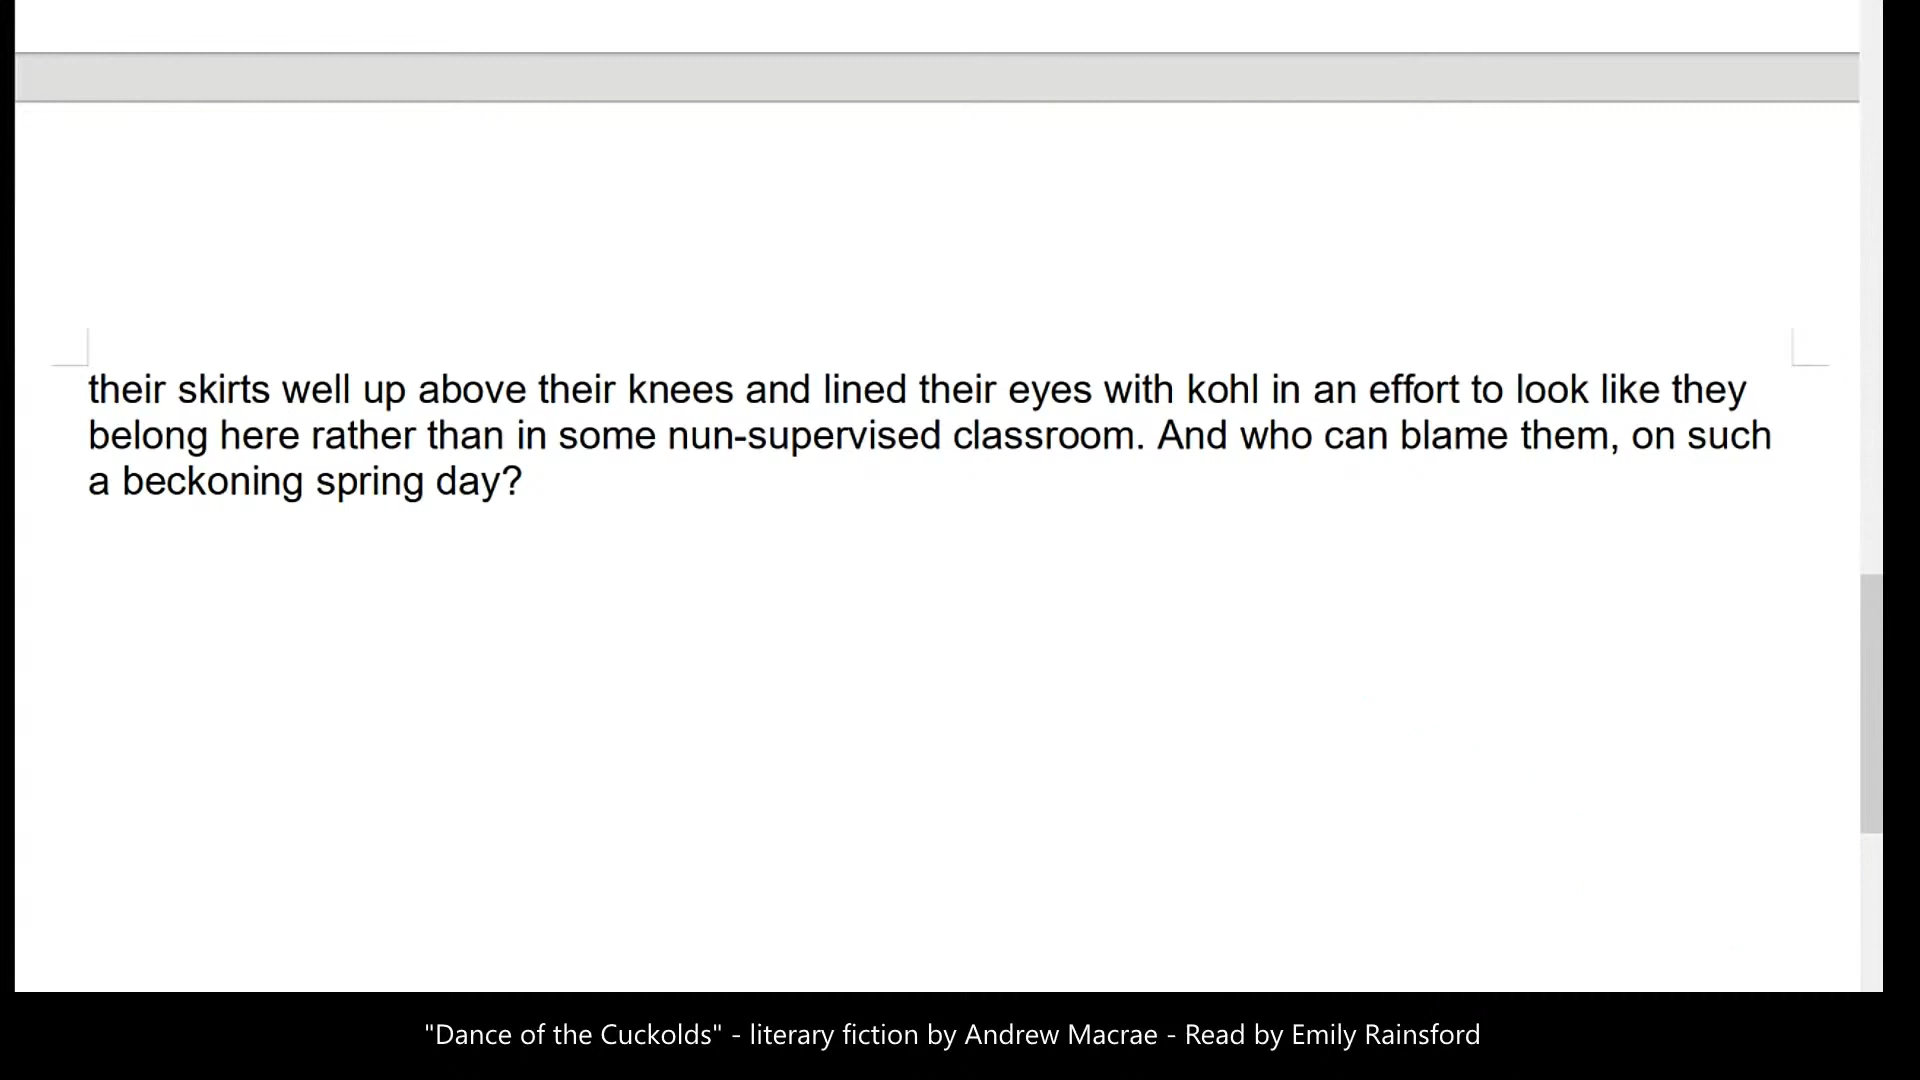 their skirts well up above their knees and lined their eyes with kohl in an effort to look like they
belong here rather than in some nun-supervised classroom. And who can blame them, on such
a beckoning spring day?
"Dance of the Cuckolds" - literary fiction by Andrew Macrae - Read by Emily Rainsford